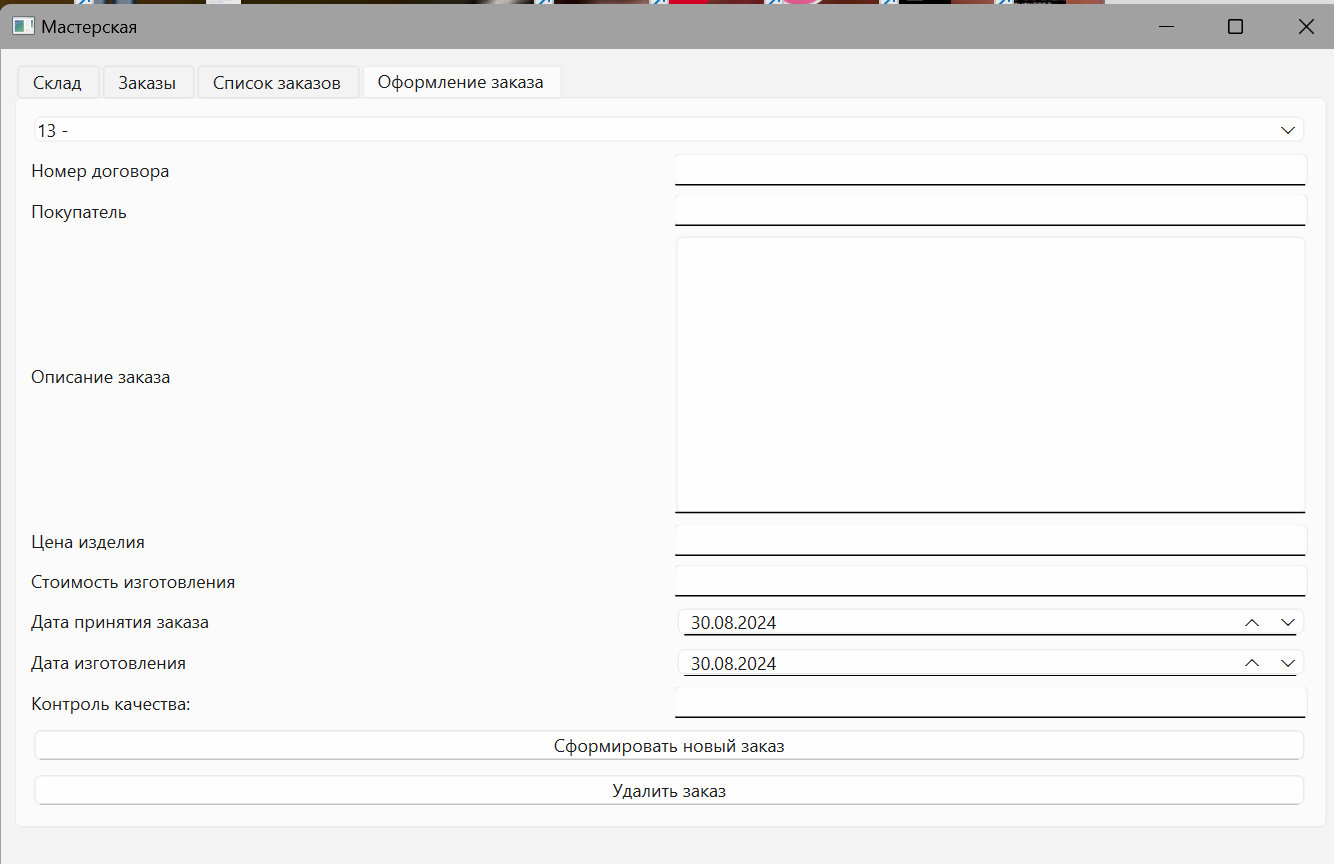 Мастерская
Склад Заказы Список заказов Оформление заказа
13 -
Номер договора
Покупатель
Описание заказа
Цена изделия
Стоимость изготовления
Дата принятия заказа 30.08.2024
Дата изготовления 30.08.2024
Контроль качества:
Сформировать новый заказ
Удалить заказ